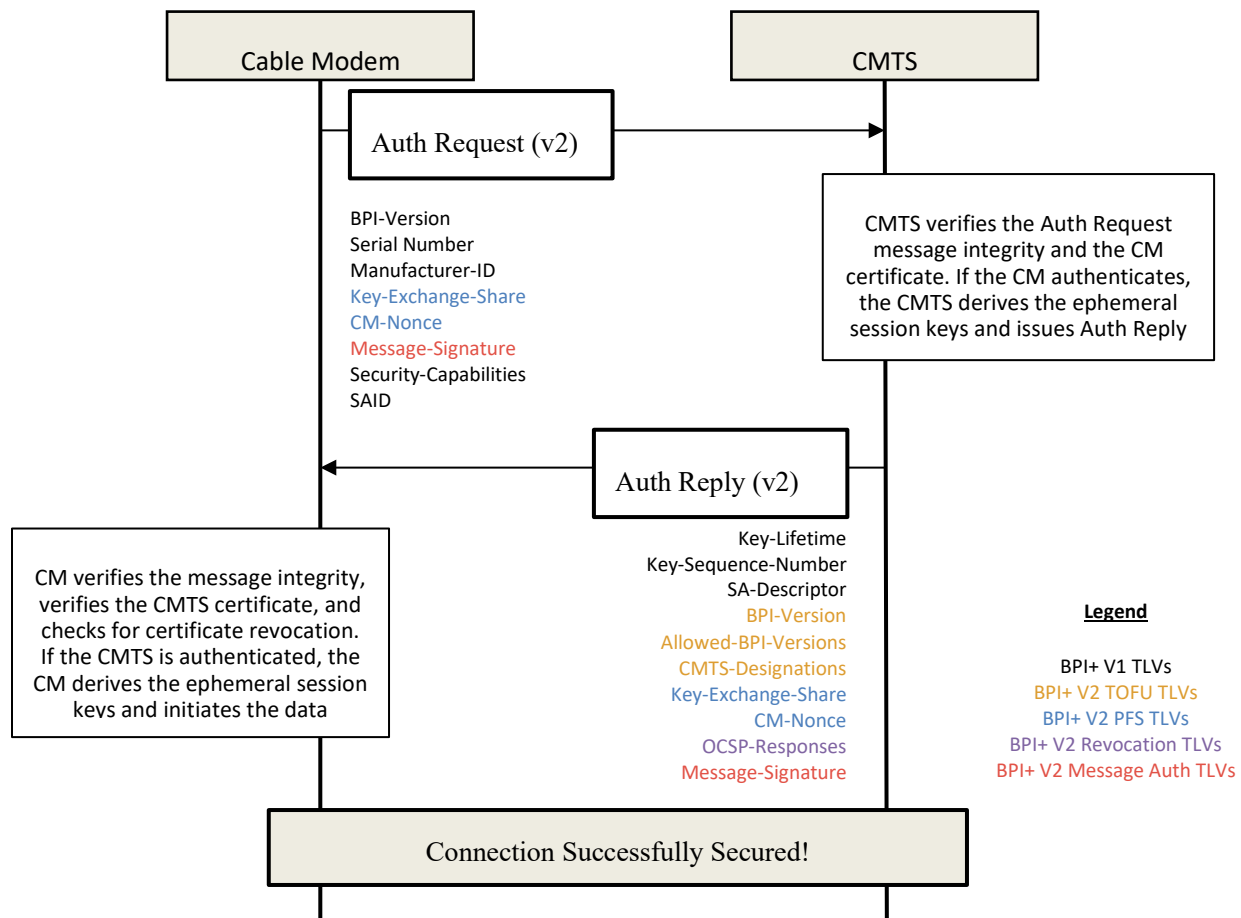 Cable Modem
CMTS
Auth Request (v2)
BPI-Version
Serial Number
Manufacturer-ID
Key-Exchange-Share
CM-Nonce
Message-Signature
Security-Capabilities
SAID
CMTS verifies the Auth Request
message integrity and the CM
certificate. If the CM authenticates,
the CMTS derives the ephemeral
session keys and issues Auth Reply
Auth Reply (v2)
Key-Lifetime
Key-Sequence-Number
SA-Descriptor
BPI-Version
Allowed-BPI-Versions
CMTS-Designations
Key-Exchange-Share
CM-Nonce
OCSP-Responses
Message-Signature
CM verifies the message integrity,
verifies the CMTS certificate, and
checks for certificate revocation.
If the CMTS is authenticated, the
CM derives the ephemeral session
keys and initiates the data
Legend
BPI+ V1 TLVs
BPI+ V2 TOFU TLVs
BPI+ V2 PFS TLVs
BPI+ V2 Revocation TLVs
BPI+ V2 Message Auth TLVs
Connection Successfully Secured!